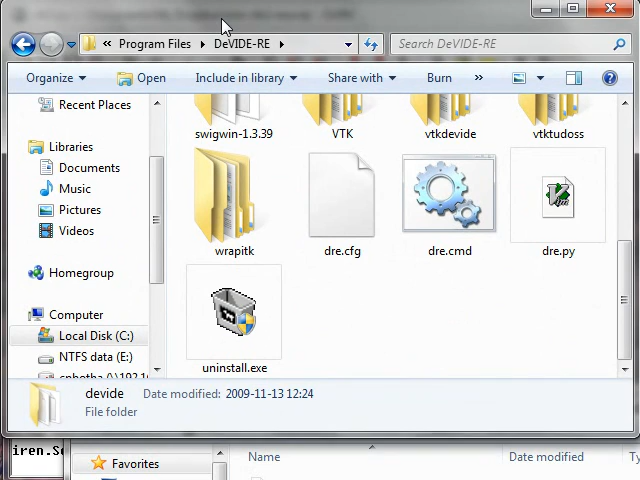 Program Files DeVIDE-RE Search DeVIDE-RE
Organize Open Include in library Share with Burn
Recent Places
Libraries
Documents
Music
Pictures
Videos
Homegroup
Computer
Local Disk (C:)
NTFS data (E:)
swigwin-1.3.39 VTK vtkdevide vtktudoss
wrapitk dre.cfg dre.cmd dre.py
uninstall.exe
devide Date modified: 2009-11-13 12:24
File folder
Favorites Name Date modified